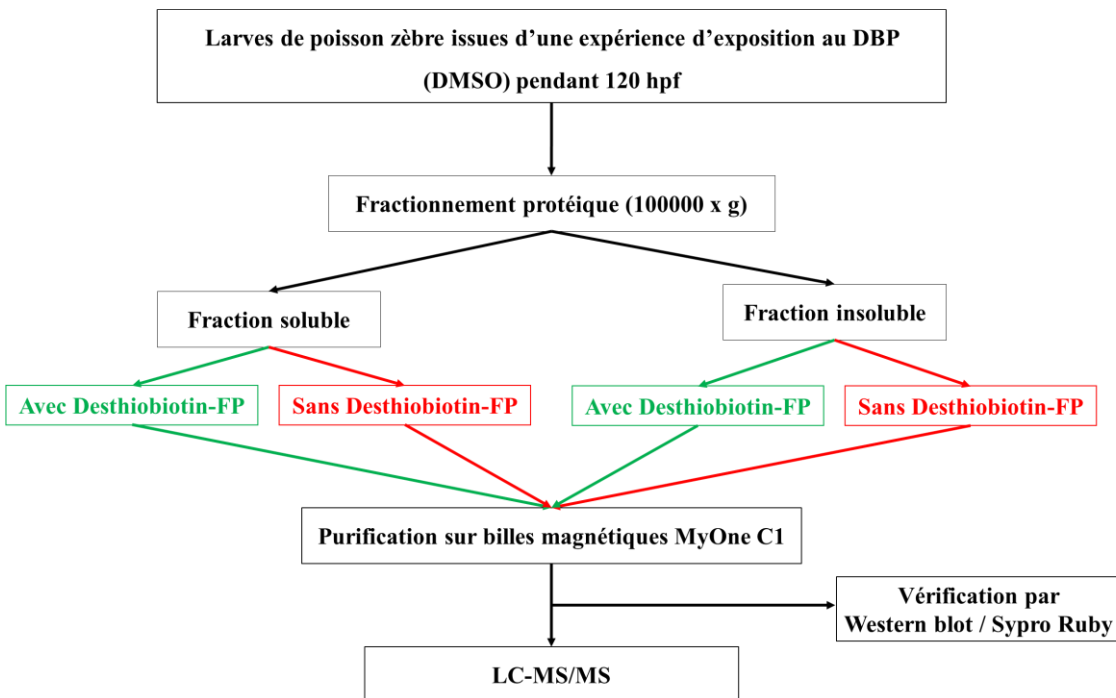 Larves de poisson zèbre issues d'une expérience d'exposition au DBP
(DMSO) pendant 120 hpf
Fractionnement protéique (100000 x g)
Fraction soluble
Fraction insoluble
Avec Desthiobiotin-FP
Sans Desthiobiotin-FP
Avec Desthiobiotin-FP
Sans Desthiobiotin-FP
Purification sur billes magnétiques MyOne C1
Vérification par
Western blot / Sypro Ruby
LC-MS/MS